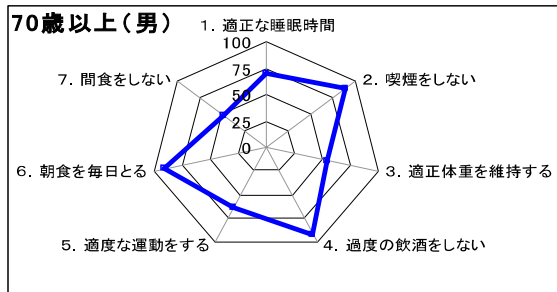 70歳以上(男)
1. 適正な睡眠時間
2. 喫煙をしない
3. 適正体重を維持する
4. 過度の飲酒をしない
5. 適度な運動をする
6. 朝食を毎日とる
7. 間食をしない
100
75
50
25
0